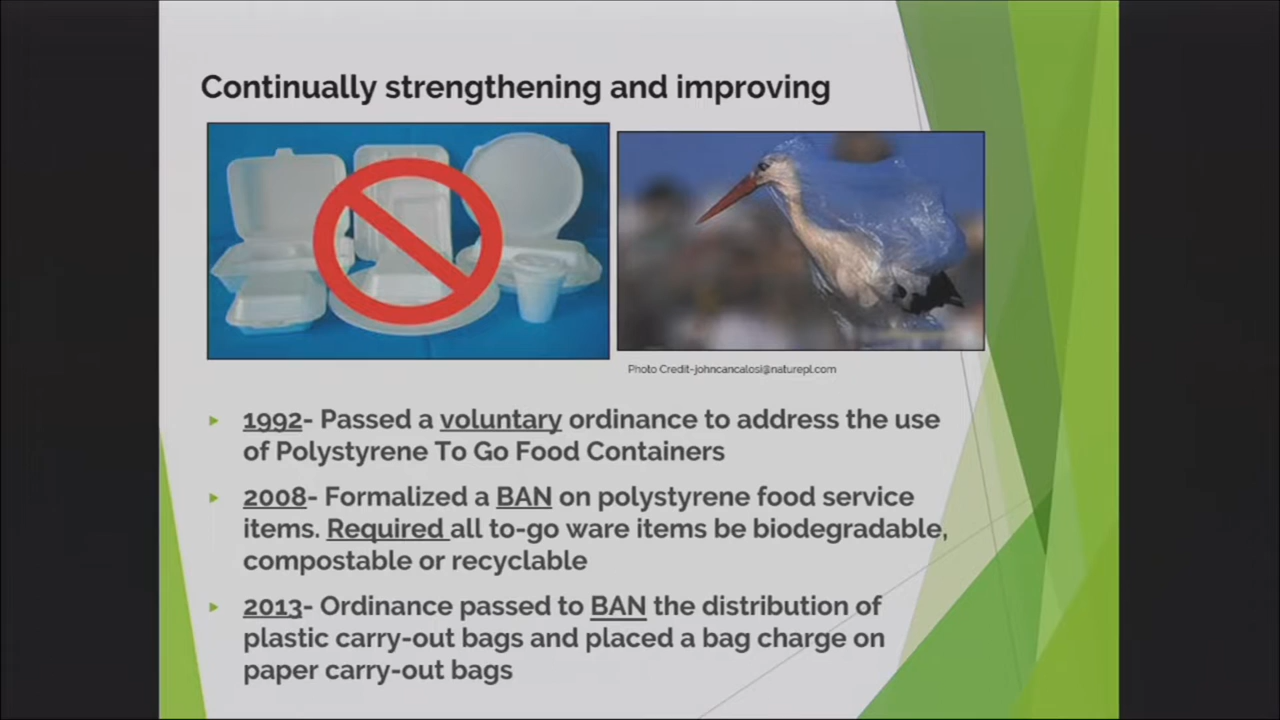 Continually strengthening and improving
Photo Credit-johncancalosi@naturepl.com
1992- Passed a voluntary ordinance to address the use
of Polystyrene To Go Food Containers
2008- Formalized a BAN on polystyrene food service
items. Required all to-go ware items be biodegradable,
compostable or recyclable
2013- Ordinance passed to BAN the distribution of
plastic carry-out bags and placed a bag charge on
paper carry-out bags